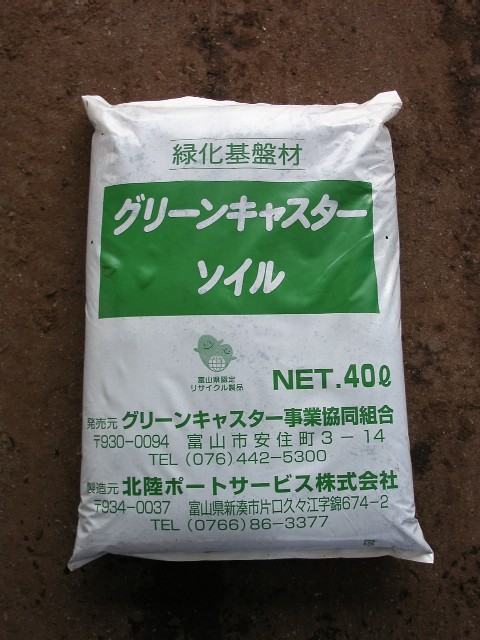 緑化基盤材
グリーンキャスター
ソイル
富山県認定
リサイクル製品
NET.40ℓ
発売元 グリーンキャスター事業協同組合
〒930-0094 富山市安住町3-14
TEL (076) 442-5300
製造元 北陸ポートサービス株式会社
〒934-0037 富山県新湊市片口久々江字錦674-2
TEL (0766) 86-3377